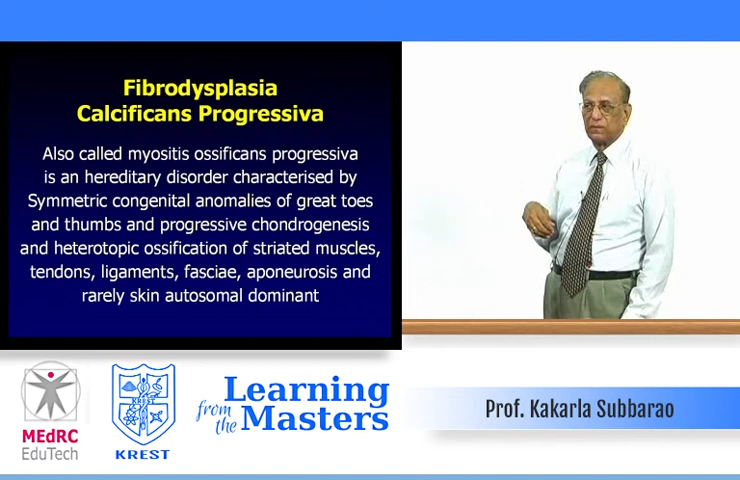 Fibrodysplasia
Calcificans Progressiva
Also called myositis ossificans progressiva
is an hereditary disorder characterised by
Symmetric congenital anomalies of great toes
and thumbs and progressive chondrogenesis
and heterotopic ossification of striated muscles,
tendons, ligaments, fasciae, aponeurosis and
rarely skin autosomal dominant
MEdRC
EduTech
KREST
KREST
Learning
from the
Masters
Prof. Kakarla Subbarao